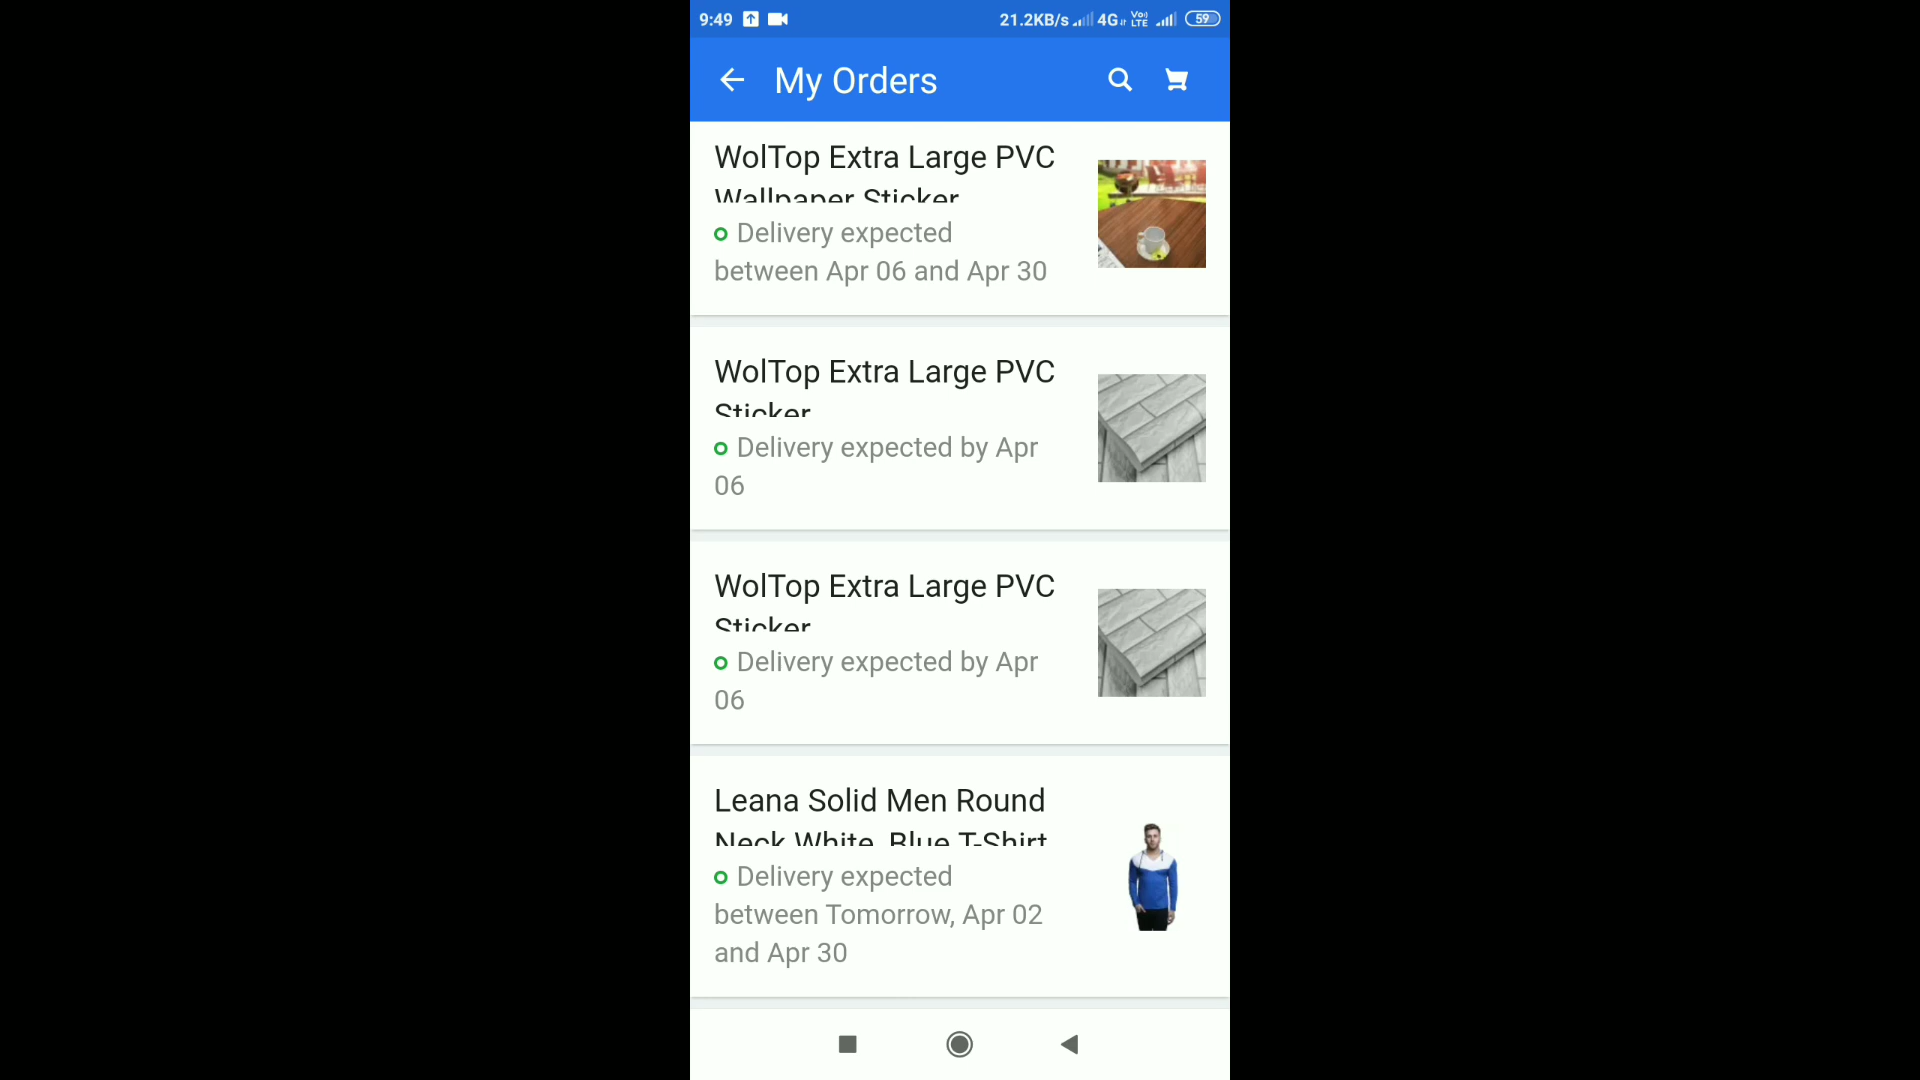 9:49 21.2KB/s 4G Vo) LTE 59
My Orders
WolTop Extra Large PVC
Wallpaper Sticker
Delivery expected
between Apr 06 and Apr 30
WolTop Extra Large PVC
Sticker
Delivery expected by Apr
06
WolTop Extra Large PVC
Sticker
Delivery expected by Apr
06
Leana Solid Men Round
Neck White, Blue T-Shirt
Delivery expected
between Tomorrow, Apr 02
and Apr 30